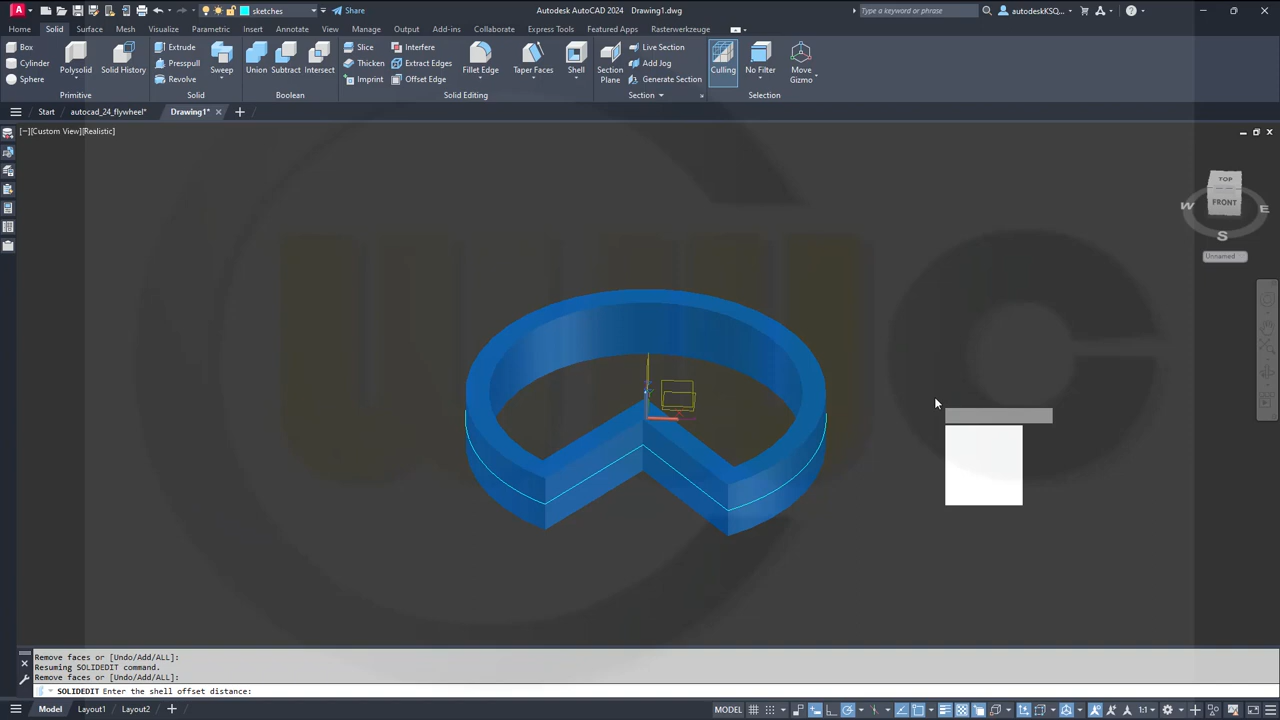 Share
Autodesk AutoCAD 2024 Drawing1.dwg
Type a keyword or phrase
autodeskKSQ...
sketches
Home Solid Surface Mesh Visualize Parametric Insert Annotate View Manage Output Add-ins Collaborate Express Tools Featured Apps Rasterwerkzeuge
Box
Cylinder
Sphere
Polysolid
Solid History
Primitive
Extrude
Presspull
Revolve
Sweep
Solid
Union
Subtract
Intersect
Boolean
Slice
Thicken
Imprint
Interfere
Extract Edges
Offset Edge
Fillet Edge
Taper Faces
Shell
Solid Editing
Section Plane
Live Section
Add Jog
Generate Section
Section
Culling
No Filter
Move Gizmo
Selection
Start autocad_24_flywheel* Drawing1*
[−][Custom View][Realistic]
TOP
FRONT
W
E
S
Unnamed
Remove faces or [Undo/Add/ALL]:
Resuming SOLIDEDIT command.
Remove faces or [Undo/Add/ALL]:
SOLIDEDIT Enter the shell offset distance:
Model Layout1 Layout2
MODEL
1:1